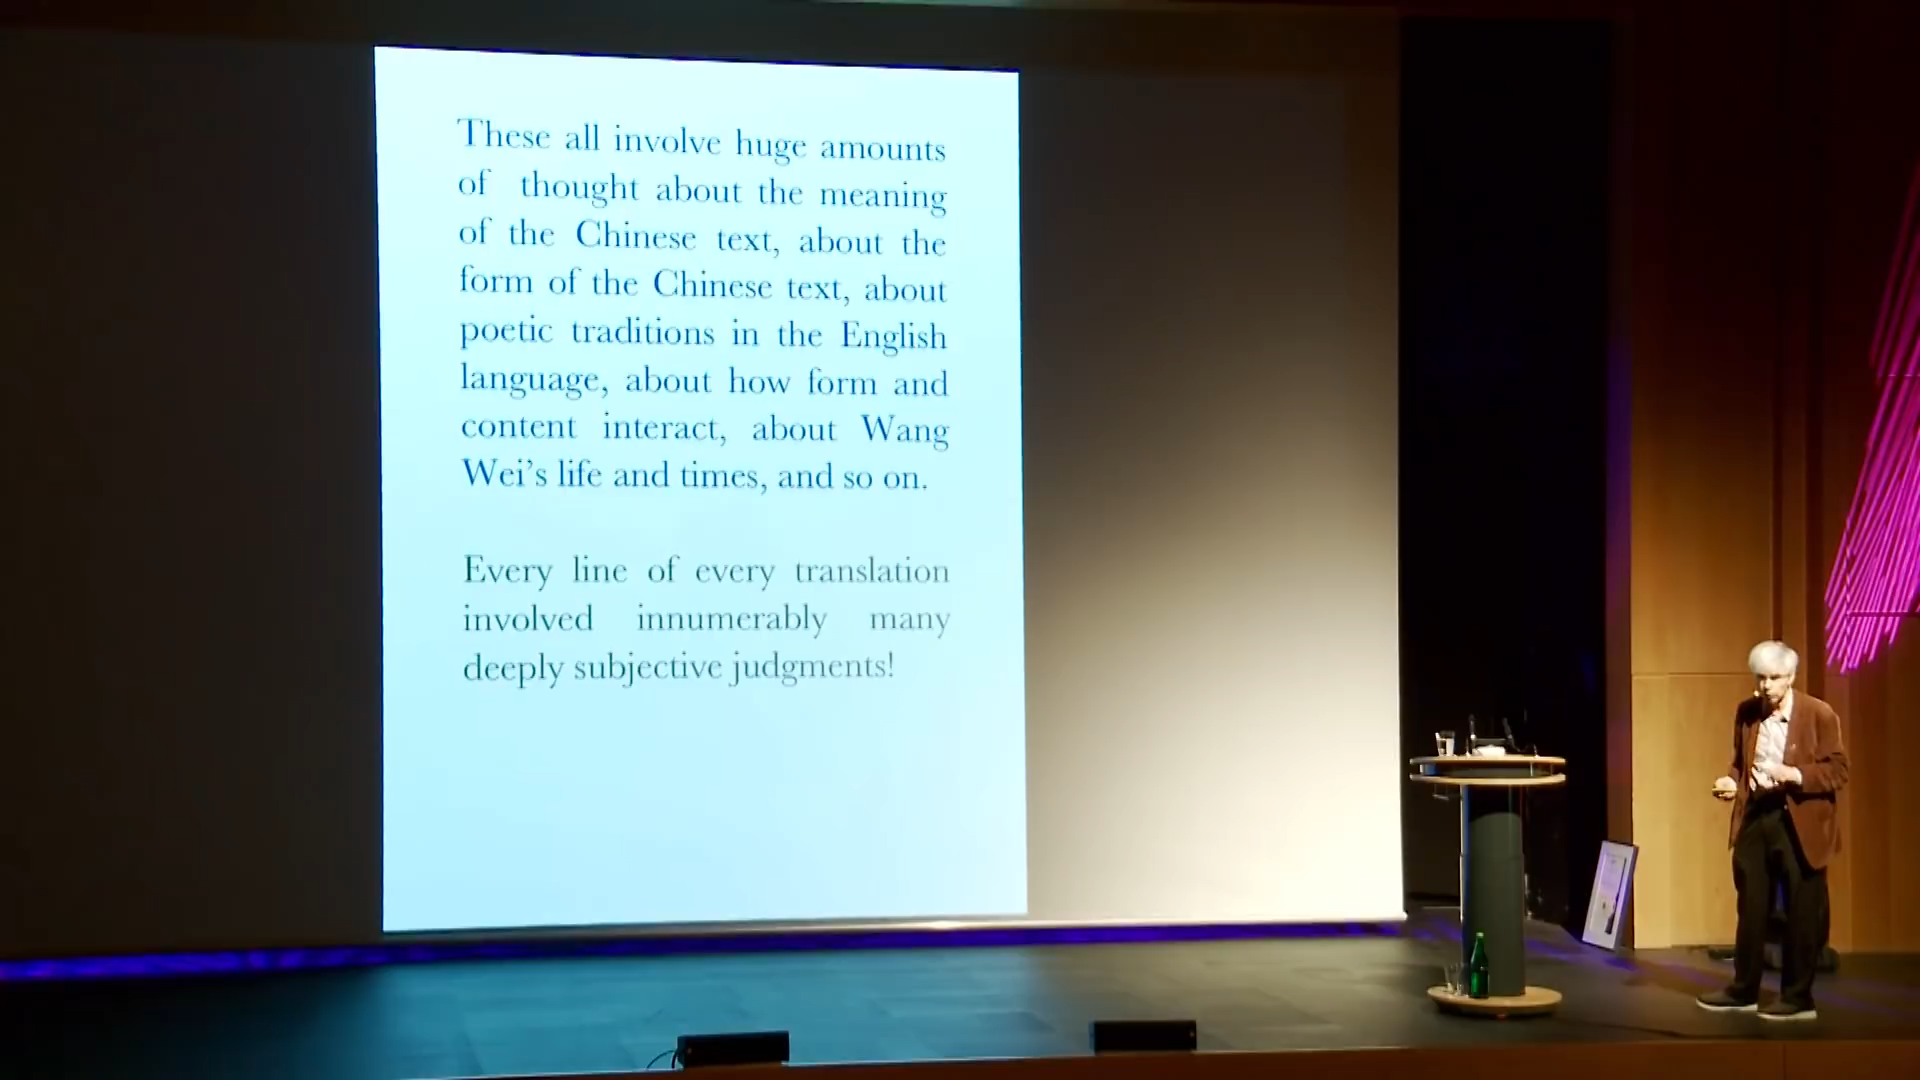 These all involve huge amounts
of thought about the meaning
of the Chinese text, about the
form of the Chinese text, about
poetic traditions in the English
language, about how form and
content interact, about Wang
Wei’s life and times, and so on.
Every line of every translation
involved innumerably many
deeply subjective judgments!